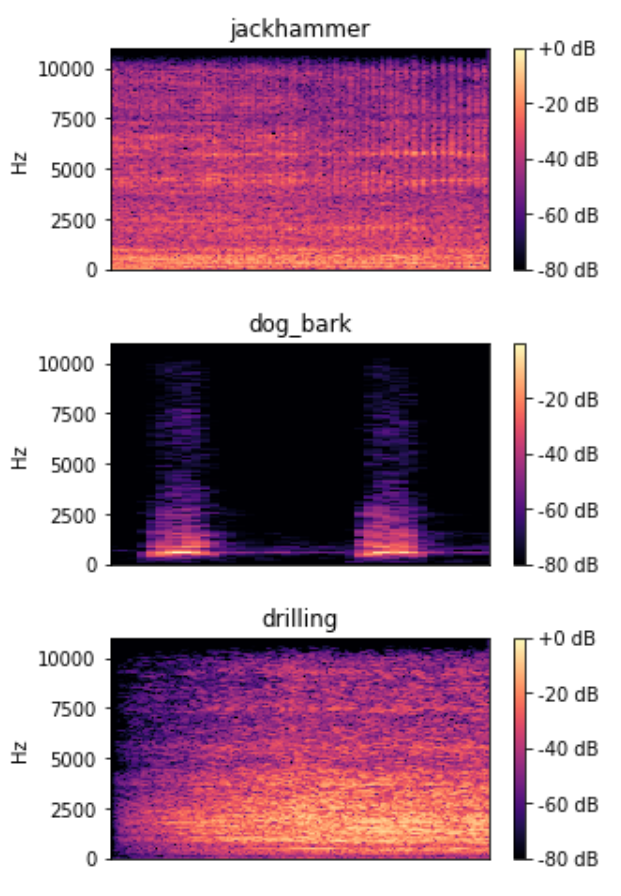 jackhammer
10000
7500
5000
2500
0
Hz
+0 dB
-20 dB
-40 dB
-60 dB
-80 dB
dog_bark
10000
7500
5000
2500
0
Hz
-20 dB
-40 dB
-60 dB
-80 dB
drilling
10000
7500
5000
2500
0
Hz
+0 dB
-20 dB
-40 dB
-60 dB
-80 dB